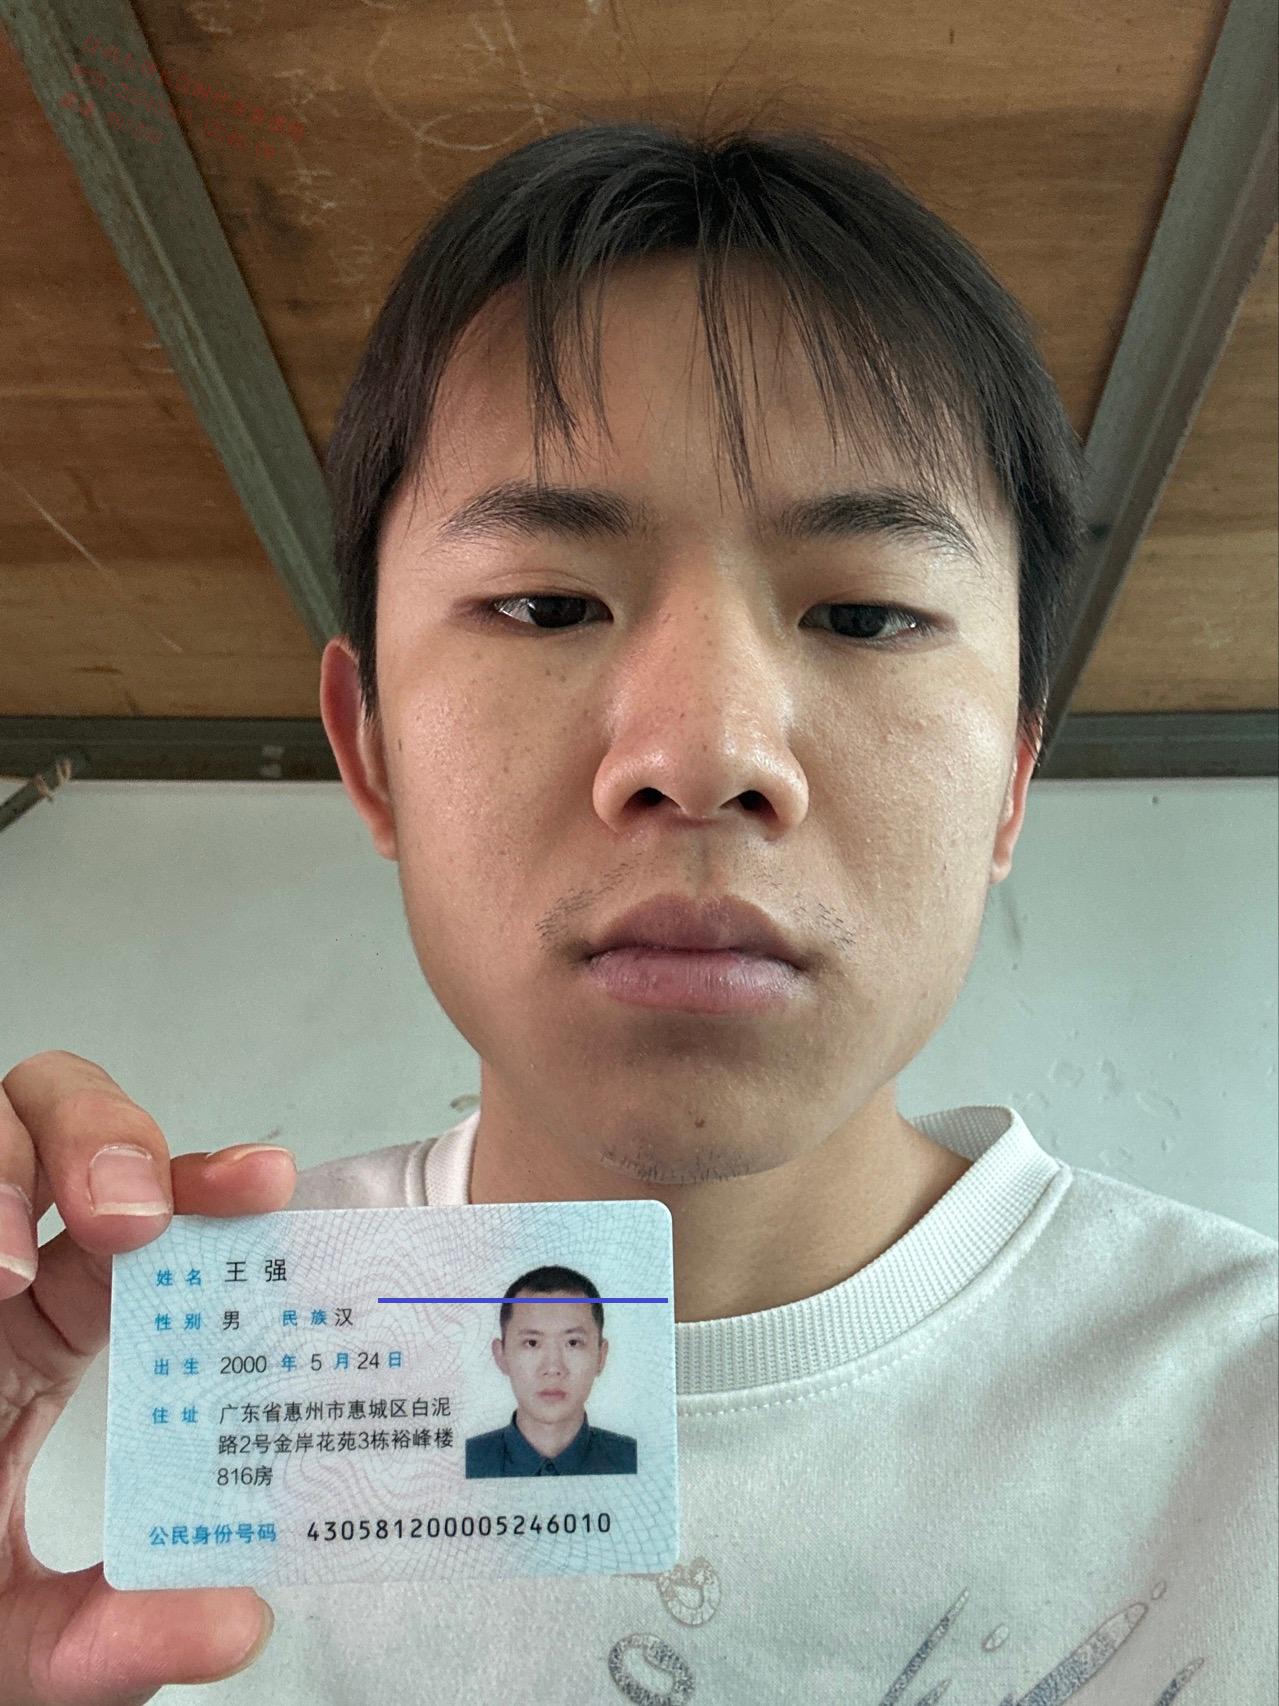 姓名 王强
性别 男 民族 汉
出生 2000 年 5 月 24 日
住址 广东省惠州市惠城区白泥
路2号金岸花苑3栋裕峰楼
816房
公民身份号码 430581200005246010